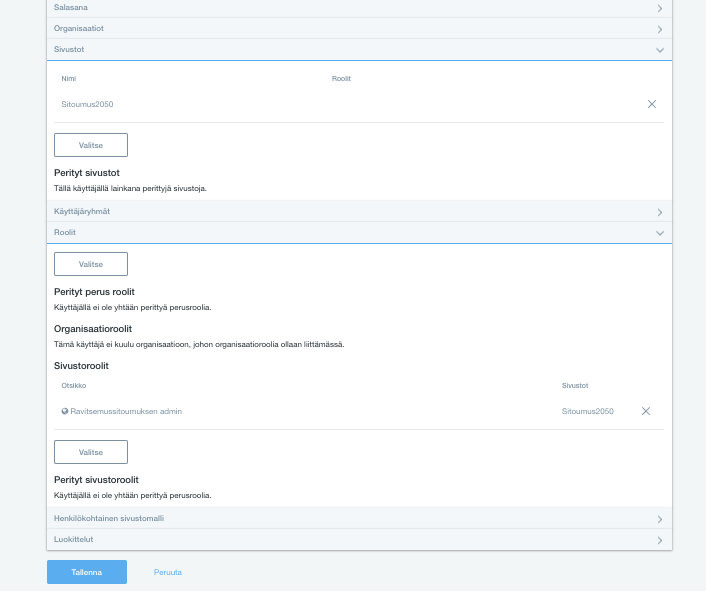 Salasana
Organisaatiot
Sivustot
Nimi Roolit
Sitoumus2050
Valitse
Perityt sivustot
Tällä käyttäjällä lainkana perittyjä sivustoja.
Käyttäjäryhmät
Roolit
Valitse
Perityt perus roolit
Käyttäjällä ei ole yhtään perittyä perusroolia.
Organisaatioroolit
Tämä käyttäjä ei kuulu organisaatioon, johon organisaatioroolia ollaan liittämässä.
Sivustoroolit
Otsikko Sivustot
Ravitsemussitoumuksen admin Sitoumus2050
Valitse
Perityt sivustoroolit
Käyttäjällä ei ole yhtään perittyä perusroolia.
Henkilökohtainen sivustomalli
Luokittelut
Tallenna Peruuta